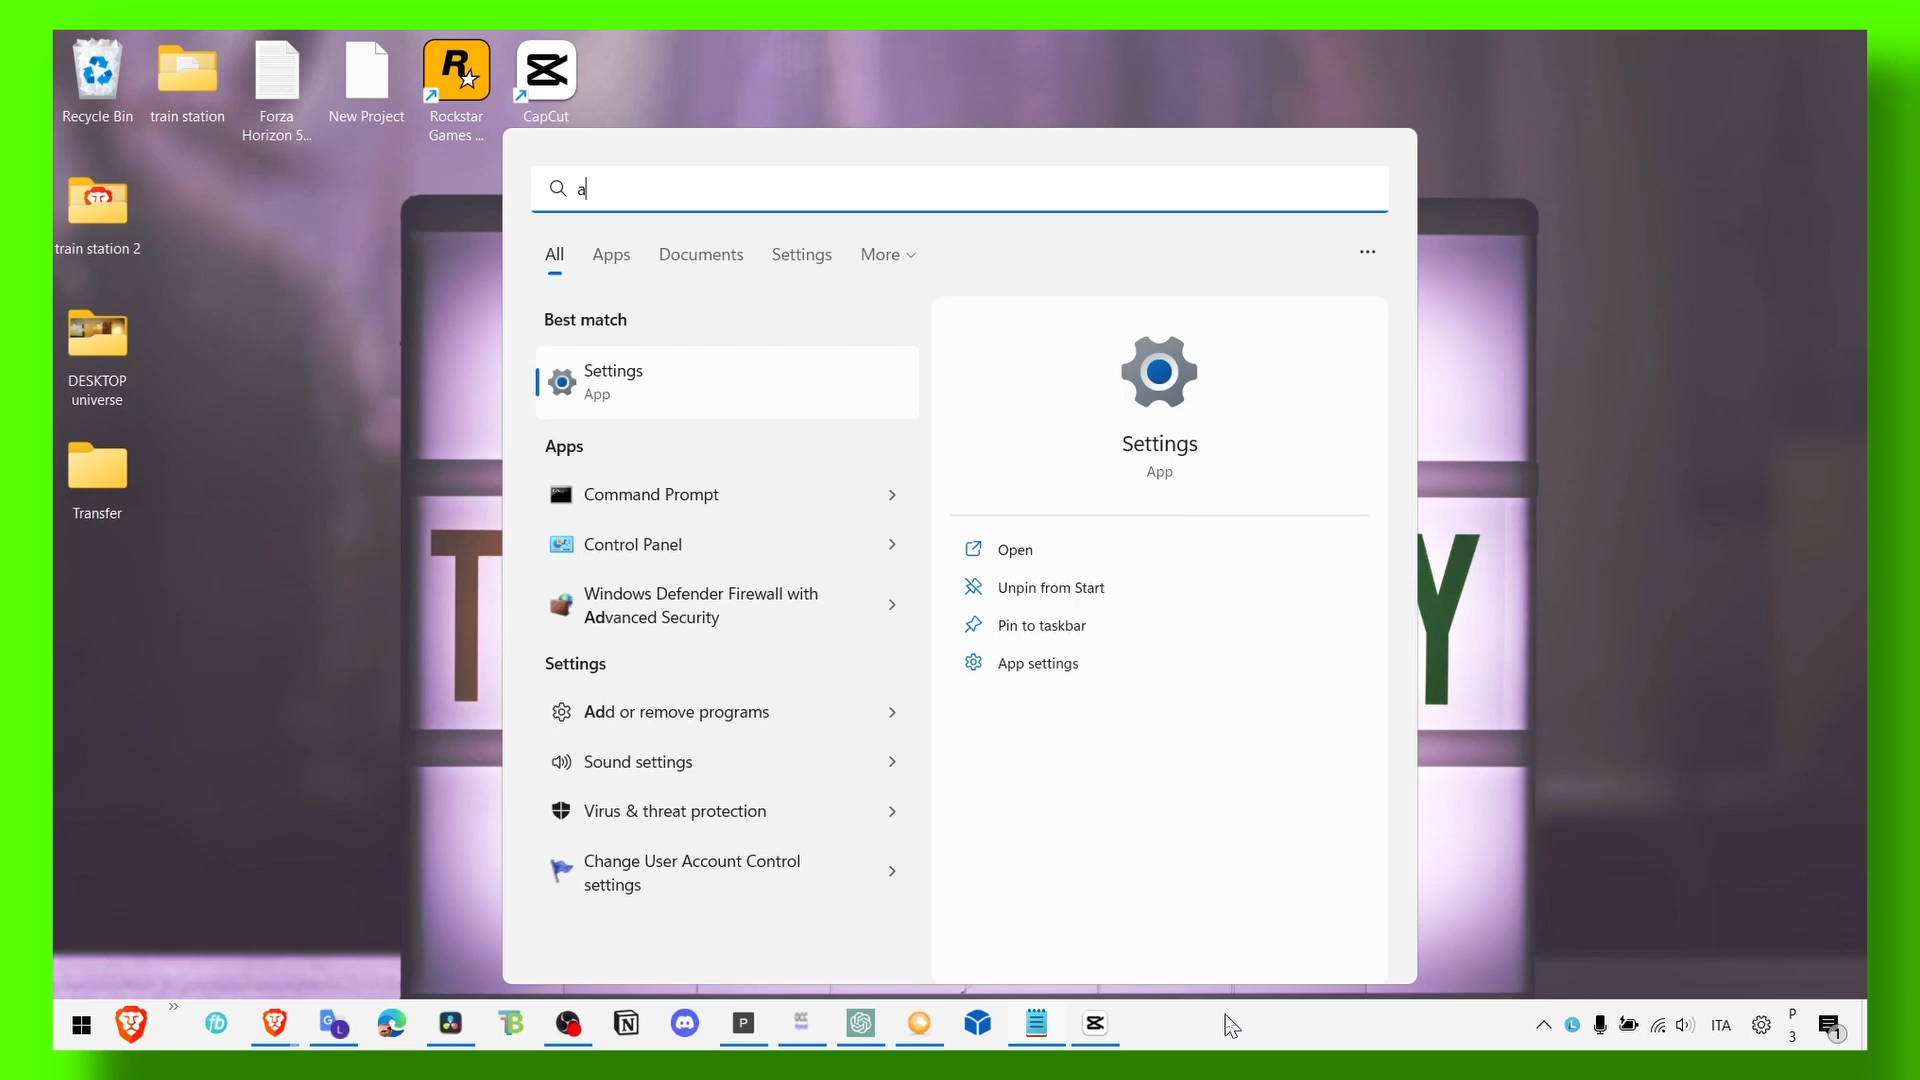 Recycle Bin
train station
Forza
Horizon 5...
New Project
Rockstar
Games ...
CapCut
train station 2
DESKTOP
universe
Transfer
a
All
Apps
Documents
Settings
More
Best match
Settings
App
Apps
Command Prompt
Control Panel
Windows Defender Firewall with
Advanced Security
Settings
Add or remove programs
Sound settings
Virus & threat protection
Change User Account Control
settings
Settings
App
Open
Unpin from Start
Pin to taskbar
App settings
T
Y
ITA
P
3
1